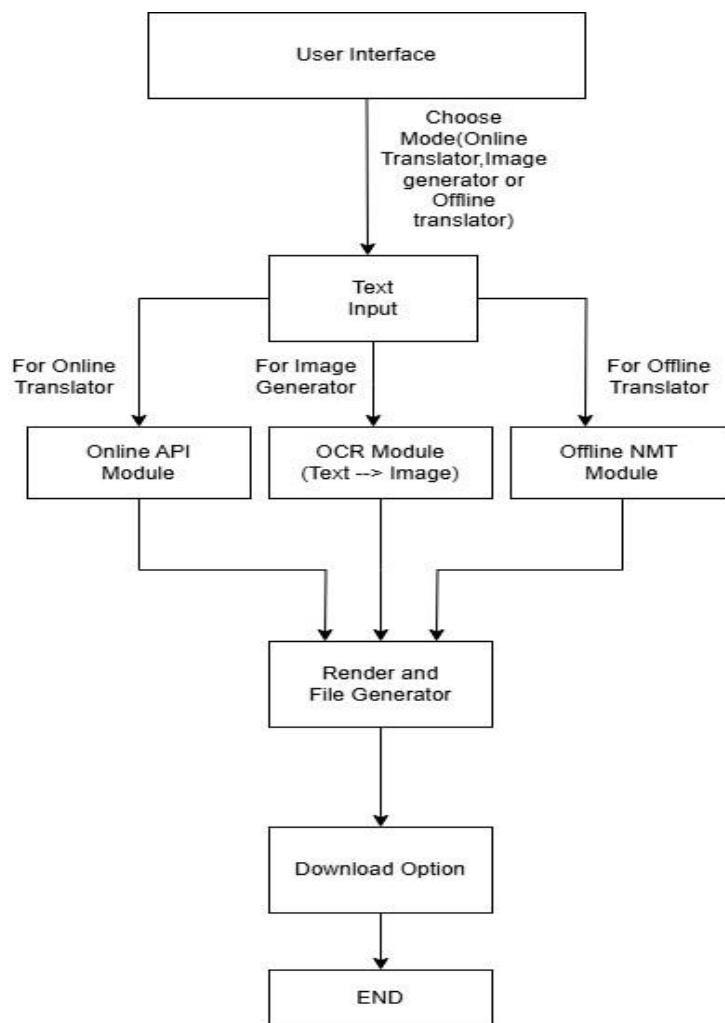 User Interface
Choose
Mode(Online
Translator,Image
generator or
Offline
translator)
Text
Input
For Online
Translator
For Image
Generator
For Offline
Translator
Online API
Module
OCR Module
(Text --> Image)
Offline NMT
Module
Render and
File Generator
Download Option
END